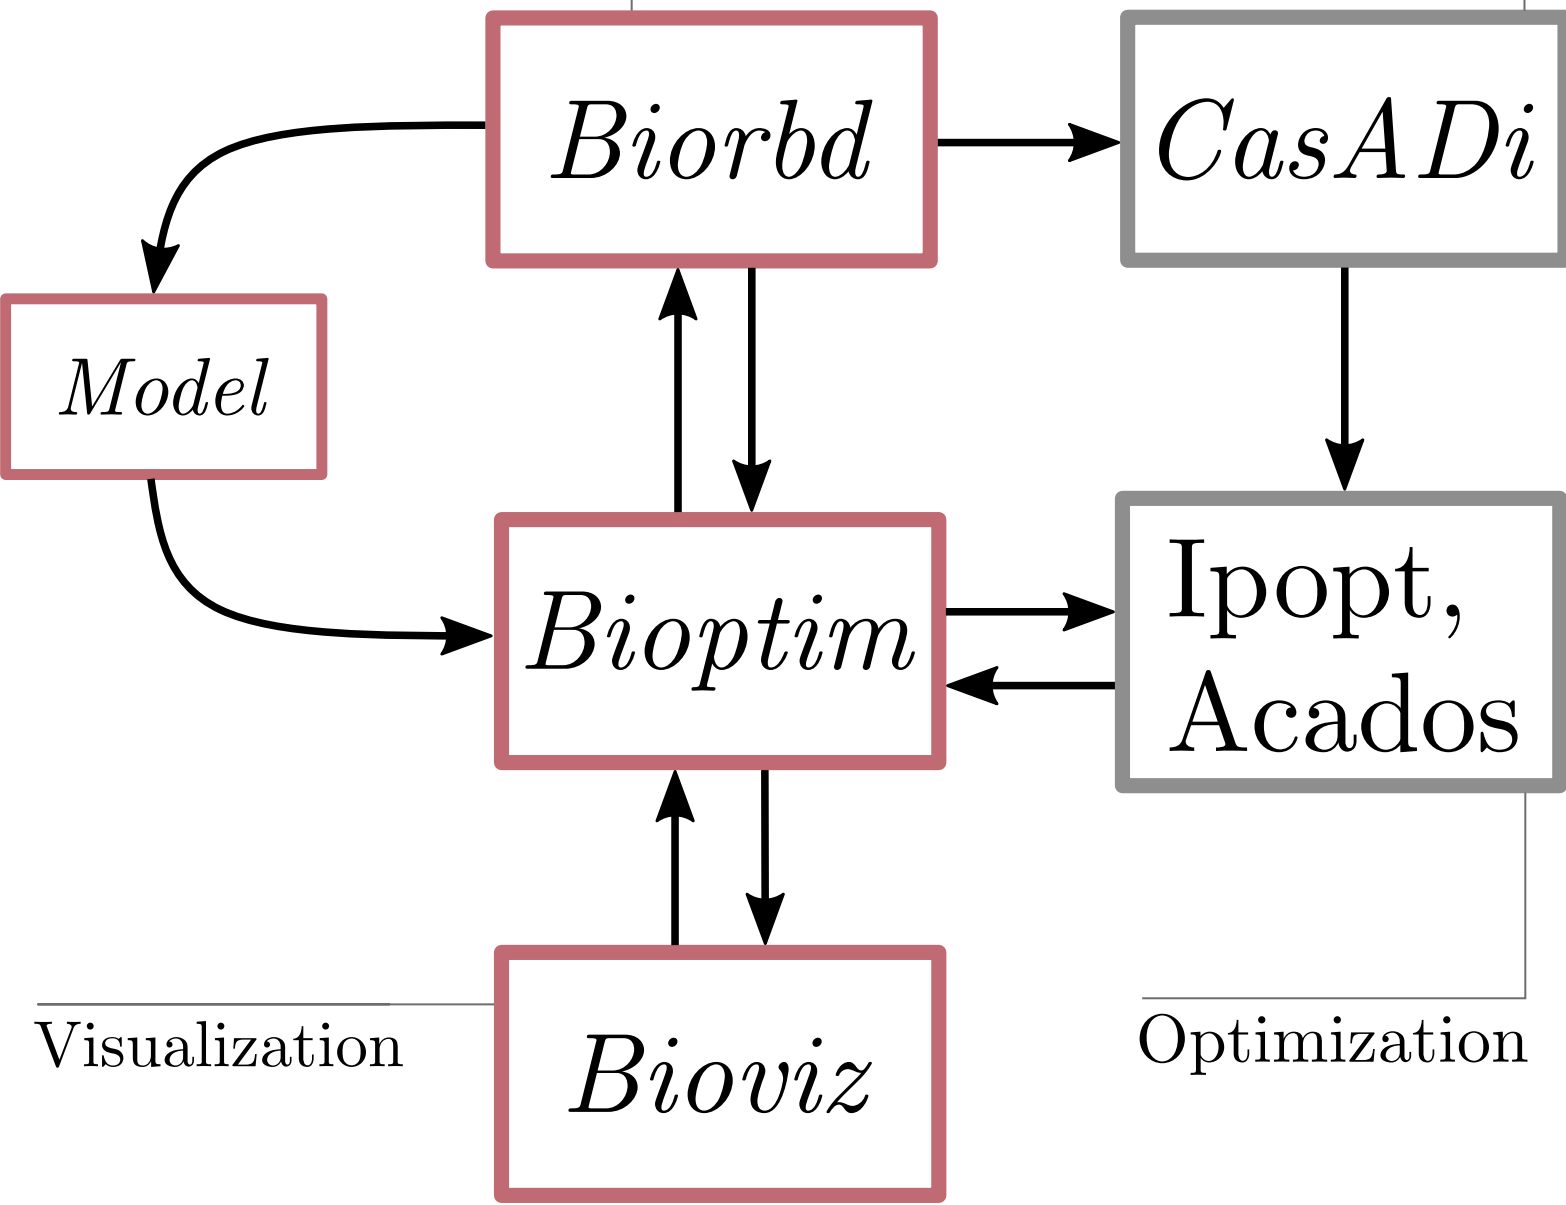 Biorbd
CasADi
Model
Bioptim
Ipopt,
Acados
Visualization
Optimization
Bioviz